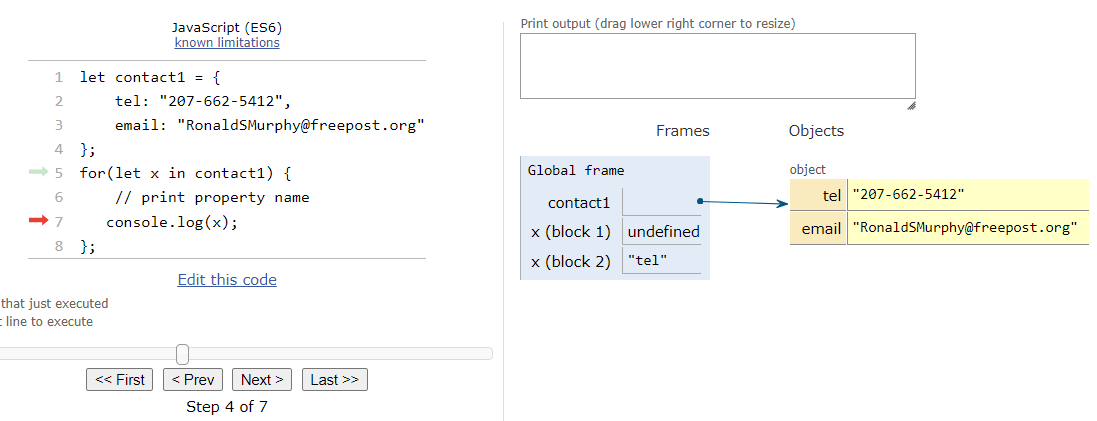 JavaScript (ES6)
known limitations
1 let contact1 = {
2 tel: "207-662-5412",
3 email: "RonaldSMurphy@freepost.org"
4 };
5 for(let x in contact1) {
6 // print property name
7 console.log(x);
8 };
Edit this code
that just executed
line to execute
<< First < Prev Next > Last >>
Step 4 of 7
Print output (drag lower right corner to resize)
Frames Objects
Global frame
contact1
x (block 1) undefined
x (block 2) "tel"
object
tel "207-662-5412"
email "RonaldSMurphy@freepost.org"